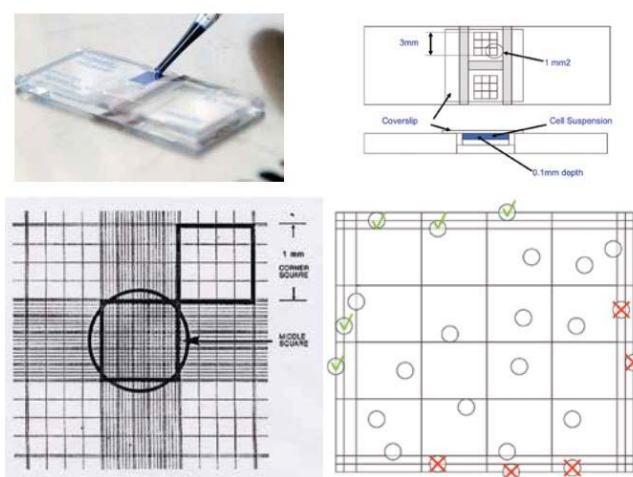 3mm
1 mm2
Coverslip
Cell Suspension
0.1mm depth
1 mm
CORNER
SQUARE
MIDDLE
SQUARE